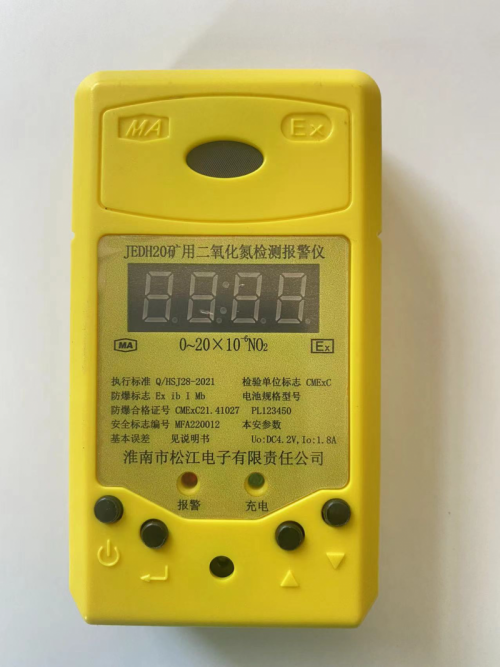 MA Ex
JEDH20矿用二氧化氮检测报警仪
MA 0~20×10⁻⁶NO₂ Ex
执行标准 Q/HSJ28-2021 检验单位标志 CMExC
防爆标志 Ex ib Ⅰ Mb 电池规格型号
防爆合格证号 CMExC21.41027 PL123450
安全标志编号 MFA220012 本安参数
基本误差 见说明书 Uo:DC4.2V,Io:1.8A
淮南市松江电子有限责任公司
报警 充电